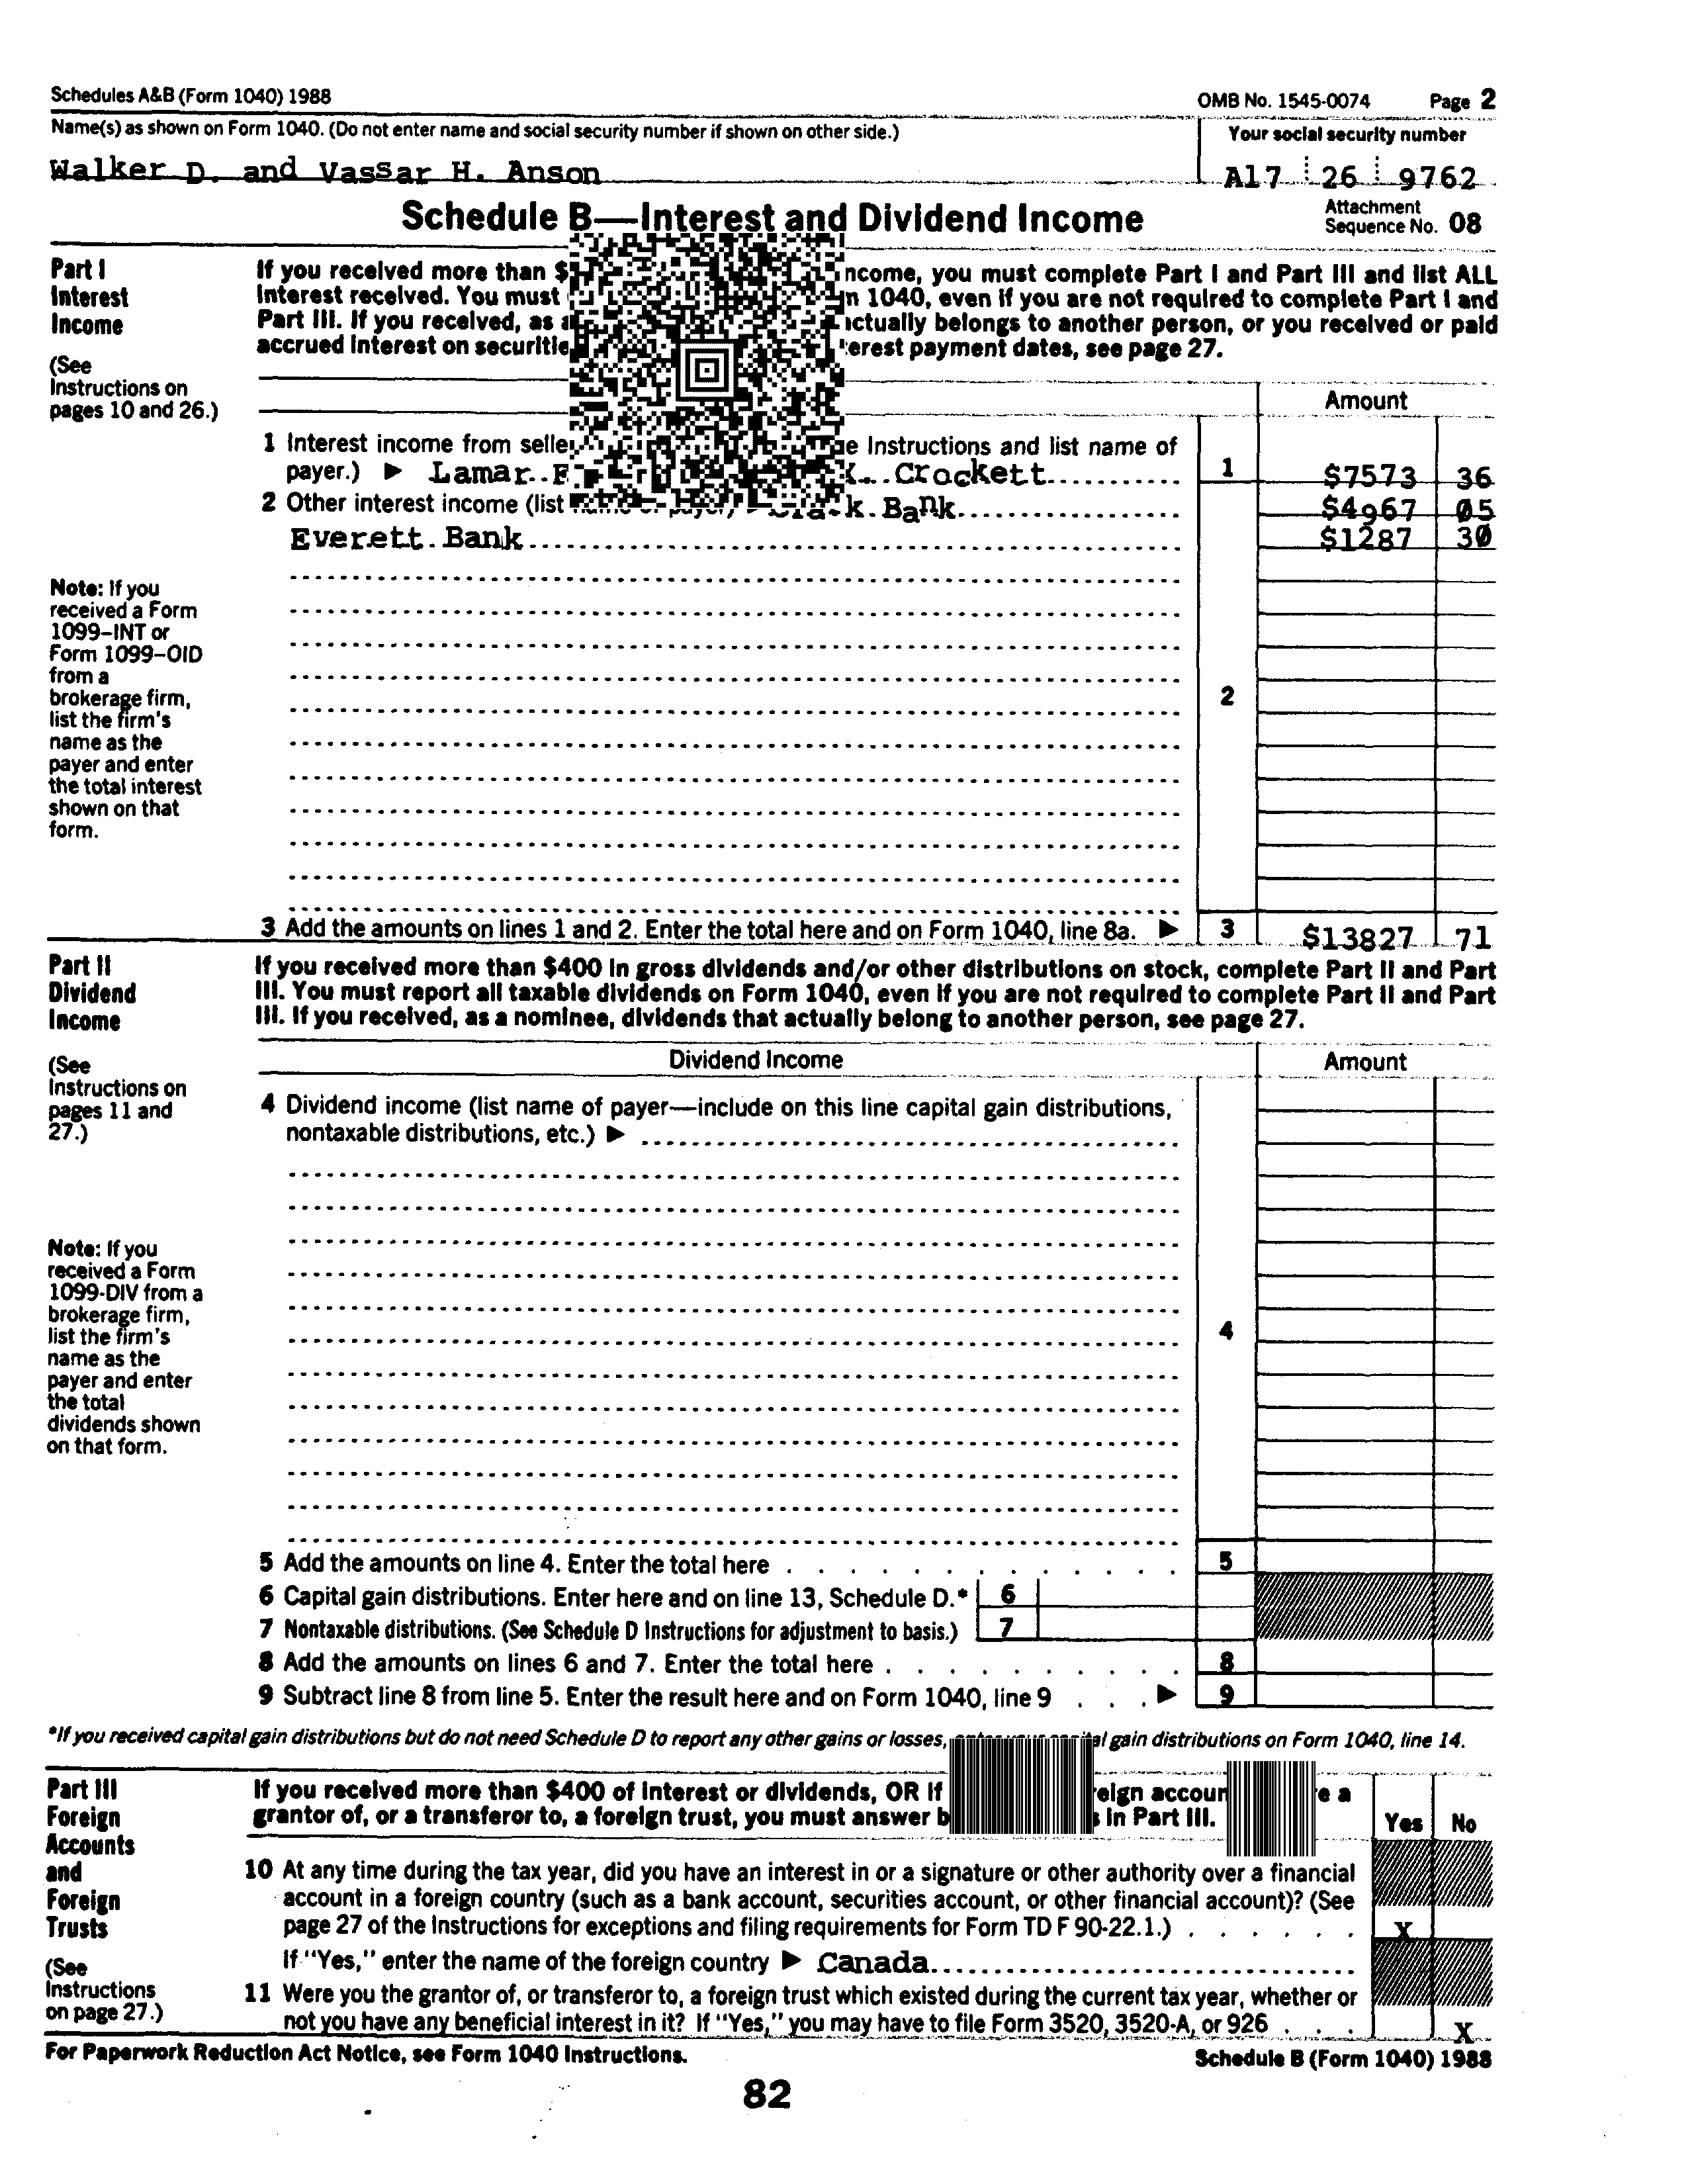 Schedules A&B (Form 1040) 1988 OMB No. 1545-0074 Page 2
Name(s) as shown on Form 1040. (Do not enter name and social security number if shown on other side.) Your social security number
Walker D. and Vassar H. Anson A17 26 9762
Schedule B—Interest and Dividend Income Attachment Sequence No. 08
Part I Interest Income
(See Instructions on pages 10 and 26.)
If you received more than $ ncome, you must complete Part I and Part III and list ALL
Interest received. You must n 1040, even if you are not required to complete Part I and
Part III. If you received, as a actually belongs to another person, or you received or paid
accrued interest on securitie erest payment dates, see page 27.
Amount
1 Interest income from selle e Instructions and list name of
payer.) ▶ Lamar Crockett 1 $7573 36
2 Other interest income (list k Bank $4967 05
Everett Bank $1287 30
Note: If you
received a Form
1099–INT or
Form 1099–OID
from a
brokerage firm,
list the firm's
name as the
payer and enter
the total interest
shown on that
form.
2
3 Add the amounts on lines 1 and 2. Enter the total here and on Form 1040, line 8a. ▶ 3 $13827 71
Part II Dividend Income
(See Instructions on pages 11 and 27.)
If you received more than $400 in gross dividends and/or other distributions on stock, complete Part II and Part
III. You must report all taxable dividends on Form 1040, even if you are not required to complete Part II and Part
III. If you received, as a nominee, dividends that actually belong to another person, see page 27.
Dividend Income Amount
4 Dividend income (list name of payer—include on this line capital gain distributions,
nontaxable distributions, etc.) ▶
Note: If you
received a Form
1099-DIV from a
brokerage firm,
list the firm's
name as the
payer and enter
the total
dividends shown
on that form.
4
5 Add the amounts on line 4. Enter the total here 5
6 Capital gain distributions. Enter here and on line 13, Schedule D.* 6
7 Nontaxable distributions. (See Schedule D Instructions for adjustment to basis.) 7
8 Add the amounts on lines 6 and 7. Enter the total here 8
9 Subtract line 8 from line 5. Enter the result here and on Form 1040, line 9 ▶ 9
*If you received capital gain distributions but do not need Schedule D to report any other gains or losses, gain distributions on Form 1040, line 14.
Part III Foreign Accounts and Foreign Trusts
(See Instructions on page 27.)
If you received more than $400 of interest or dividends, OR if eign accoun e a
grantor of, or a transferor to, a foreign trust, you must answer in Part III. Yes No
10 At any time during the tax year, did you have an interest in or a signature or other authority over a financial
account in a foreign country (such as a bank account, securities account, or other financial account)? (See
page 27 of the Instructions for exceptions and filing requirements for Form TD F 90-22.1.) X
If "Yes," enter the name of the foreign country ▶ Canada
11 Were you the grantor of, or transferor to, a foreign trust which existed during the current tax year, whether or
not you have any beneficial interest in it? If "Yes," you may have to file Form 3520, 3520-A, or 926 X
For Paperwork Reduction Act Notice, see Form 1040 Instructions. Schedule B (Form 1040) 1988
82